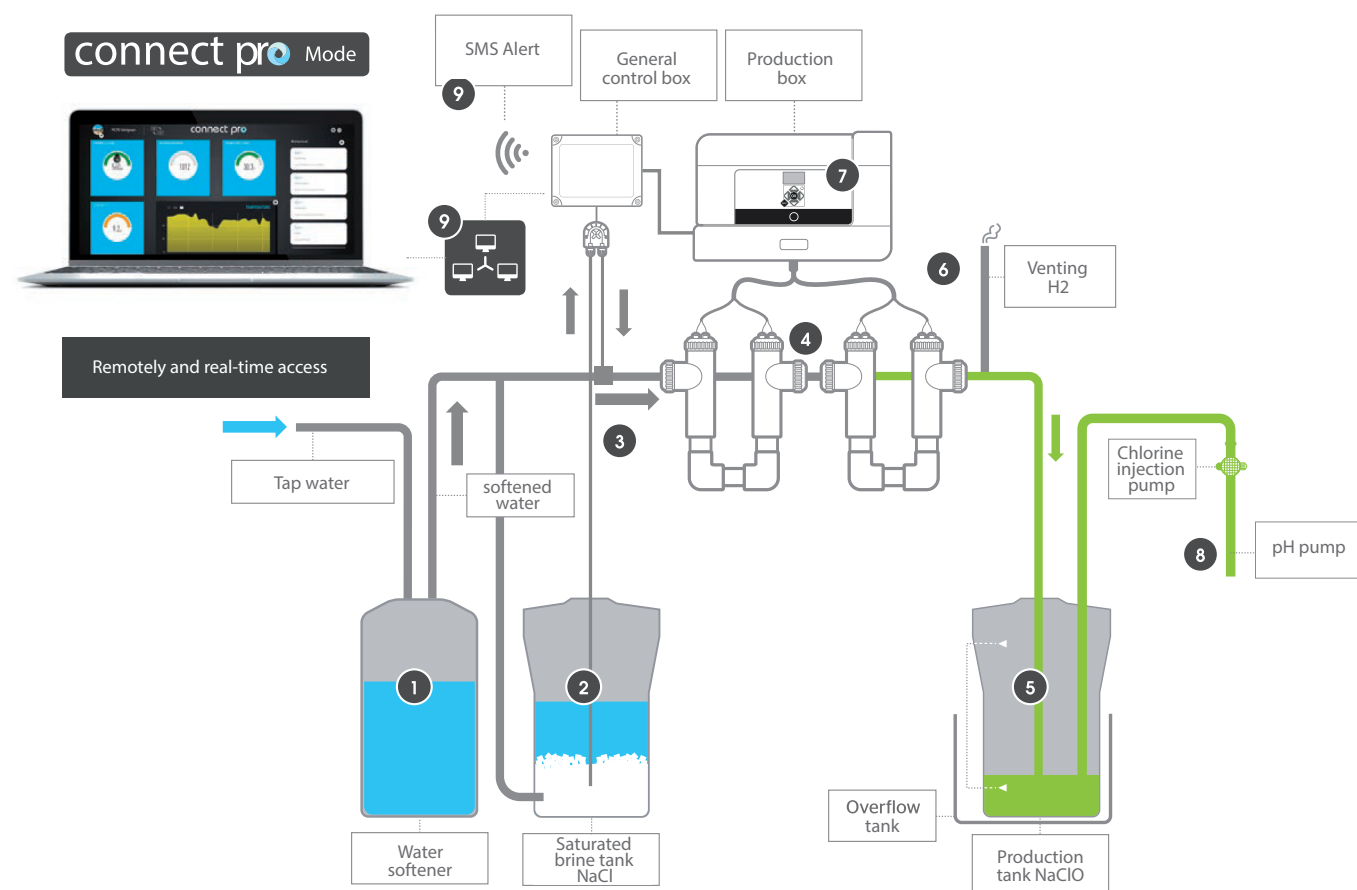 connect pro Mode
SMS Alert
9
General
control box
Production
box
connect pro
7
9
6
Venting
H2
4
Remotely and real-time access
3
Tap water
softened
water
Chlorine
injection
pump
8
pH pump
1
2
5
Overflow
tank
Water
softener
Saturated
brine tank
NaCl
Production
tank NaClO